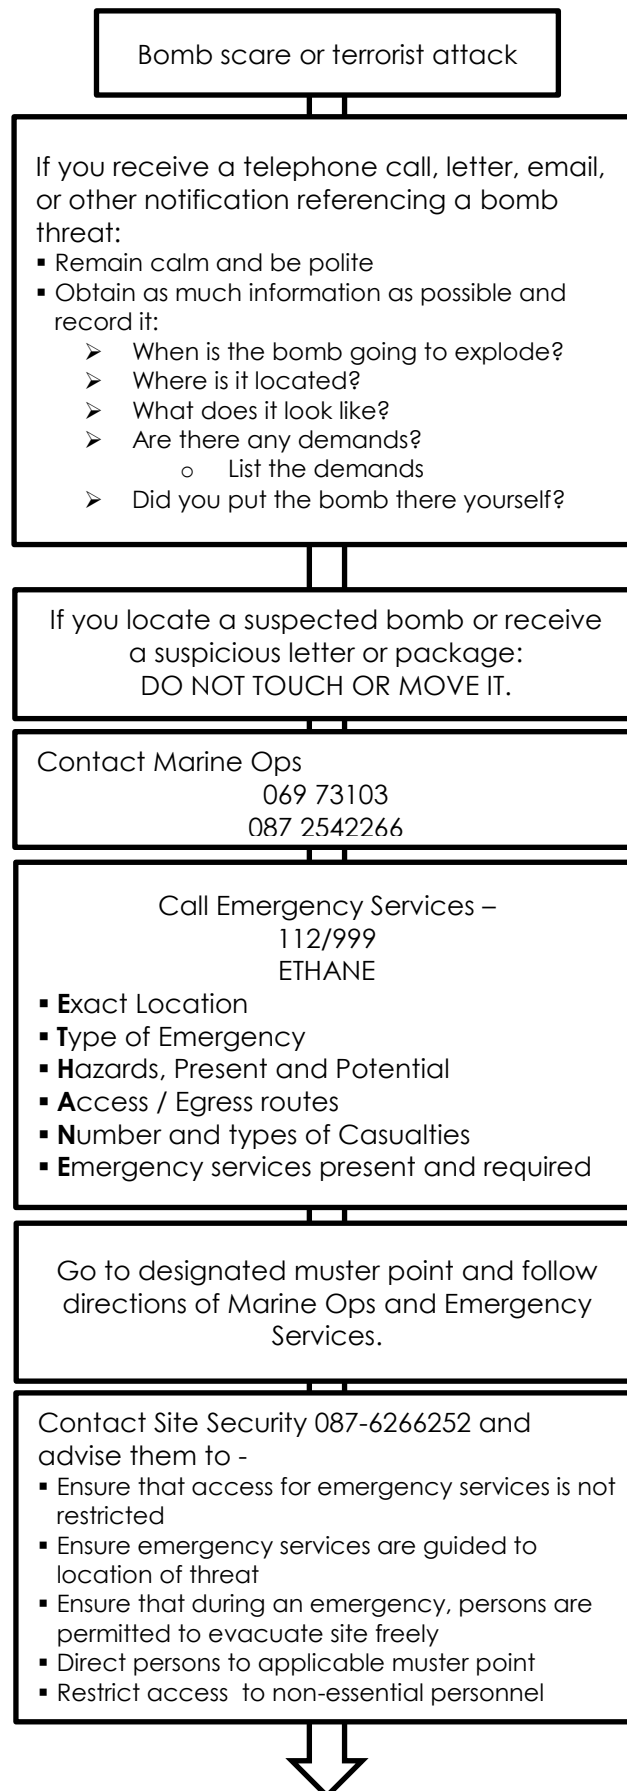 Bomb scare or terrorist attack
If you receive a telephone call, letter, email,
or other notification referencing a bomb
threat:
▪ Remain calm and be polite
▪ Obtain as much information as possible and
record it:
➢ When is the bomb going to explode?
➢ Where is it located?
➢ What does it look like?
➢ Are there any demands?
o List the demands
➢ Did you put the bomb there yourself?
If you locate a suspected bomb or receive
a suspicious letter or package:
DO NOT TOUCH OR MOVE IT.
Contact Marine Ops
069 73103
087 2542266
Call Emergency Services –
112/999
ETHANE
▪ Exact Location
▪ Type of Emergency
▪ Hazards, Present and Potential
▪ Access / Egress routes
▪ Number and types of Casualties
▪ Emergency services present and required
Go to designated muster point and follow
directions of Marine Ops and Emergency
Services.
Contact Site Security 087-6266252 and
advise them to -
▪ Ensure that access for emergency services is not
restricted
▪ Ensure emergency services are guided to
location of threat
▪ Ensure that during an emergency, persons are
permitted to evacuate site freely
▪ Direct persons to applicable muster point
▪ Restrict access to non-essential personnel